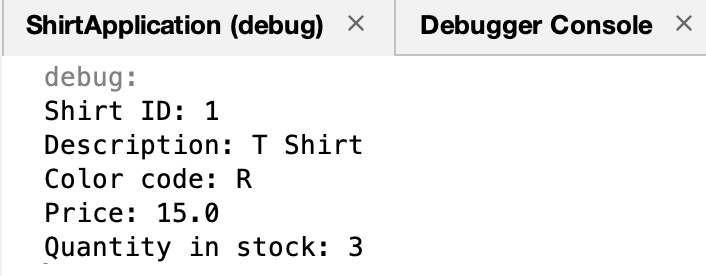 ShirtApplication (debug) × Debugger Console ×
debug:
Shirt ID: 1
Description: T Shirt
Color code: R
Price: 15.0
Quantity in stock: 3